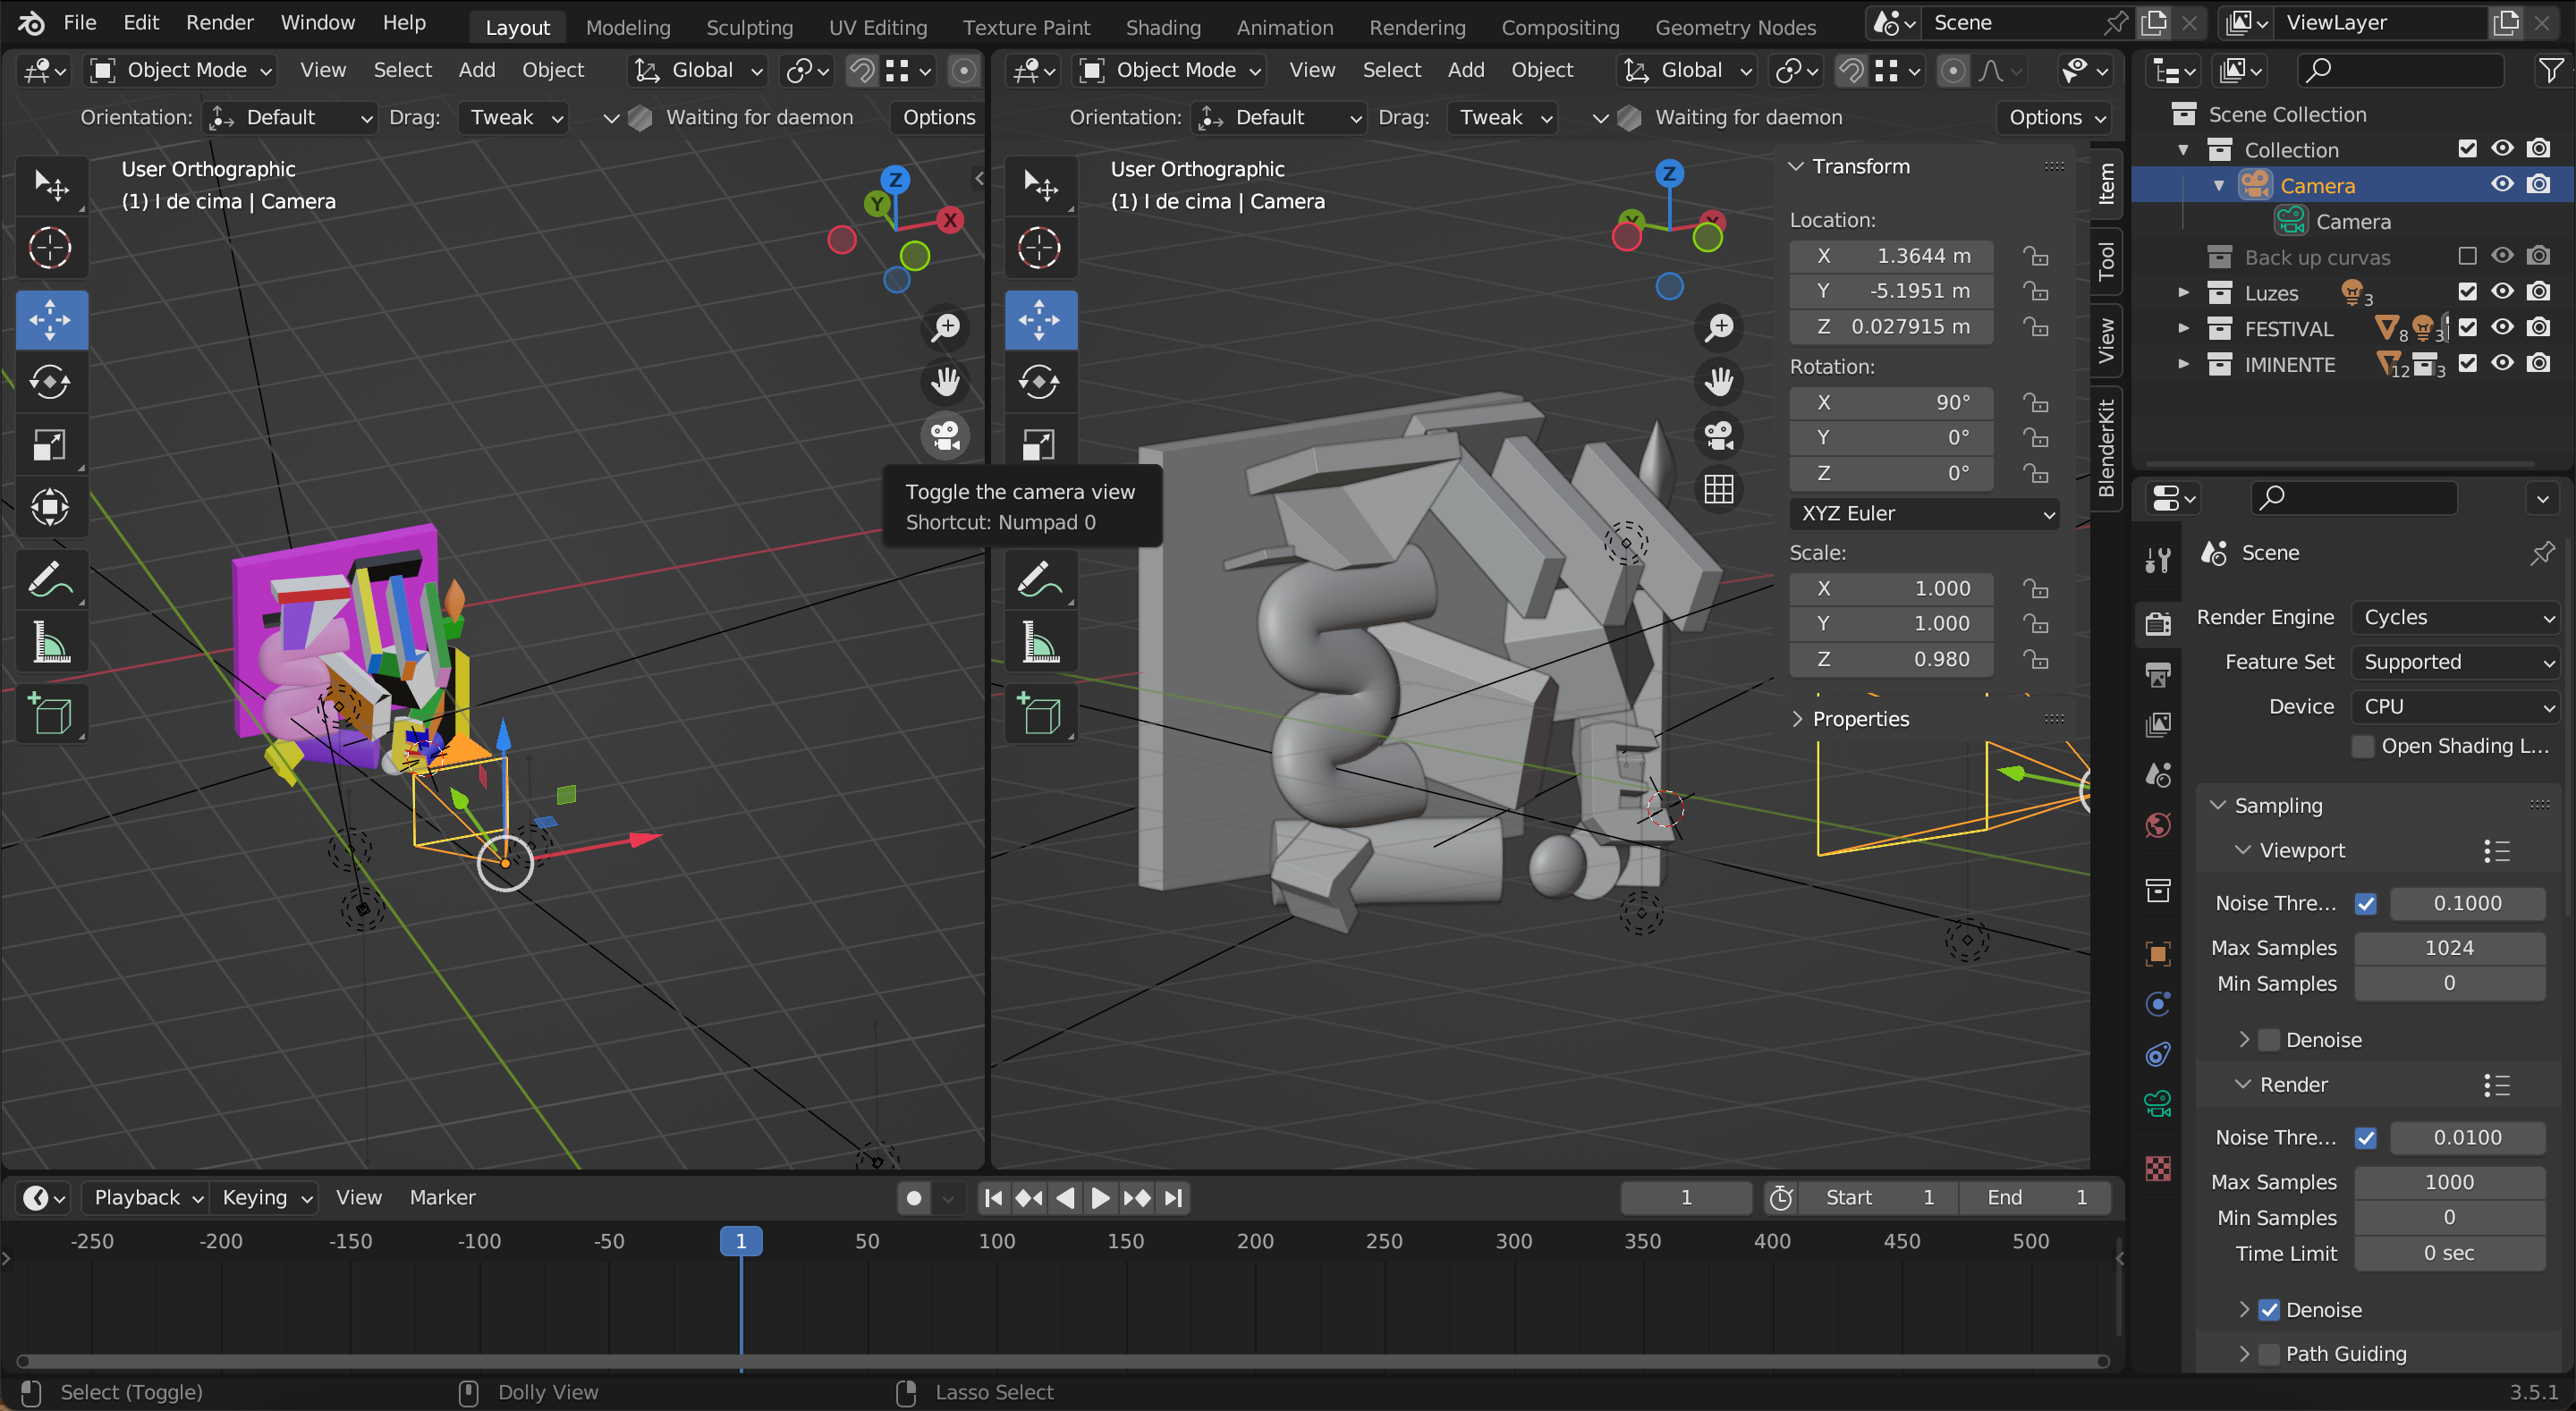 File Edit Render Window Help Layout Modeling Sculpting UV Editing Texture Paint Shading Animation Rendering Compositing Geometry Nodes Scene ViewLayer
Object Mode View Select Add Object Global
Orientation: Default Drag: Tweak Waiting for daemon Options
User Orthographic
(1) I de cima | Camera
Z
Y
X
Toggle the camera view
Shortcut: Numpad 0
Object Mode View Select Add Object Global
Orientation: Default Drag: Tweak Waiting for daemon Options
User Orthographic
(1) I de cima | Camera
Z
Y
X
Transform
Location:
X 1.3644 m
Y -5.1951 m
Z 0.027915 m
Rotation:
X 90°
Y 0°
Z 0°
XYZ Euler
Scale:
X 1.000
Y 1.000
Z 0.980
Properties
Item
Tool
View
BlenderKit
Scene Collection
Collection
Camera
Camera
Back up curvas
Luzes 3
FESTIVAL 8 3
IMINENTE 12 3
Scene
Render Engine Cycles
Feature Set Supported
Device CPU
Open Shading L...
Sampling
Viewport
Noise Thre... 0.1000
Max Samples 1024
Min Samples 0
Denoise
Render
Noise Thre... 0.0100
Max Samples 1000
Min Samples 0
Time Limit 0 sec
Denoise
Path Guiding
Playback Keying View Marker 1 Start 1 End 1
-250 -200 -150 -100 -50 1 50 100 150 200 250 300 350 400 450 500
Select (Toggle) Dolly View Lasso Select 3.5.1